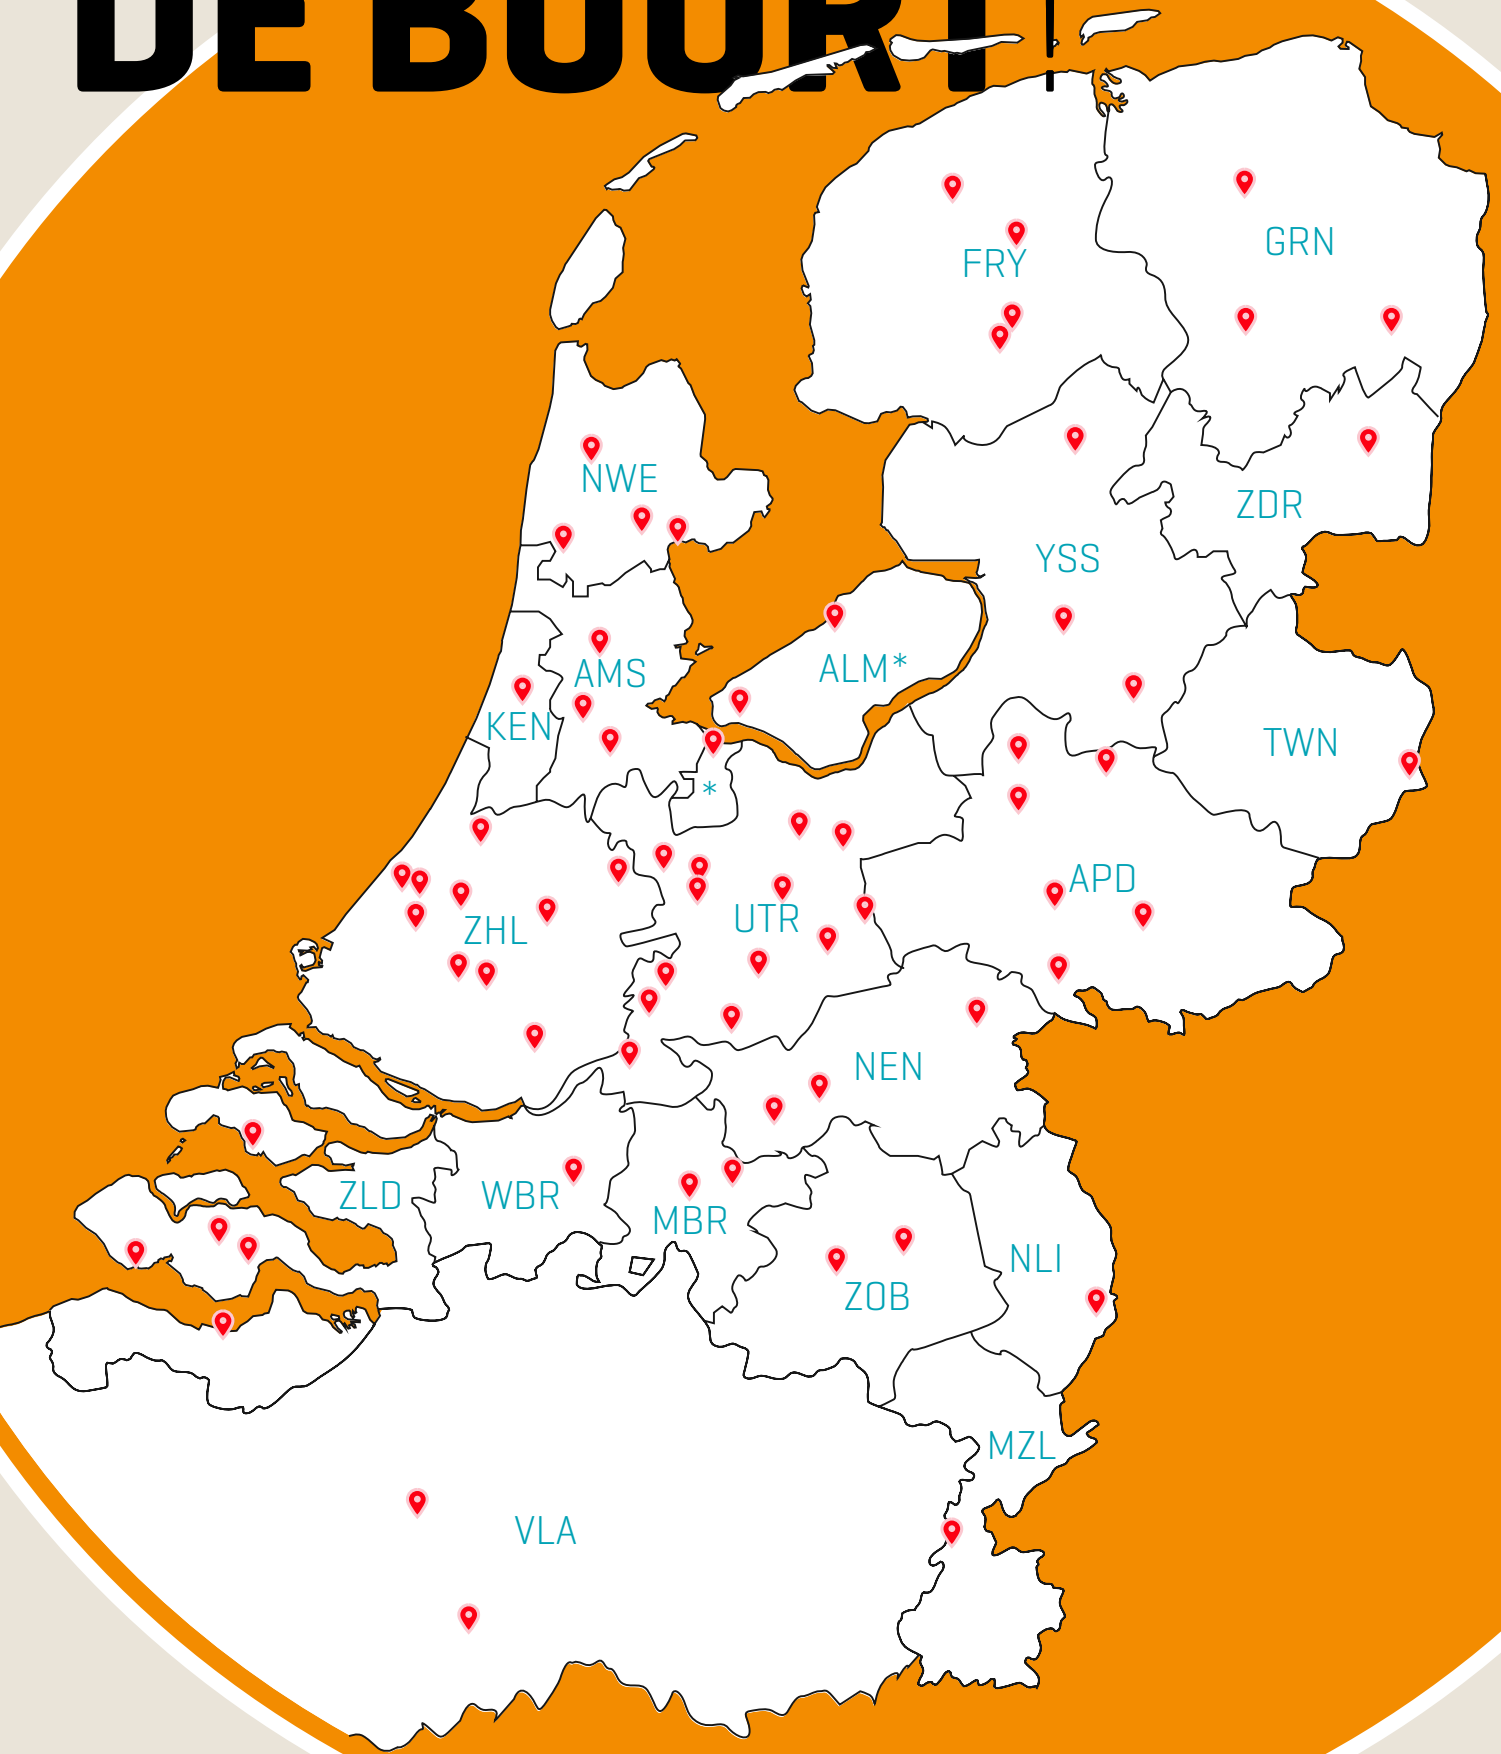 DE BUURT!
GRN
FRY
NWE
ZDR
YSS
ALM*
AMS
KEN
TWN
*
APD
UTR
ZHL
NEN
ZLD
WBR
MBR
NLI
ZOB
MZL
VLA